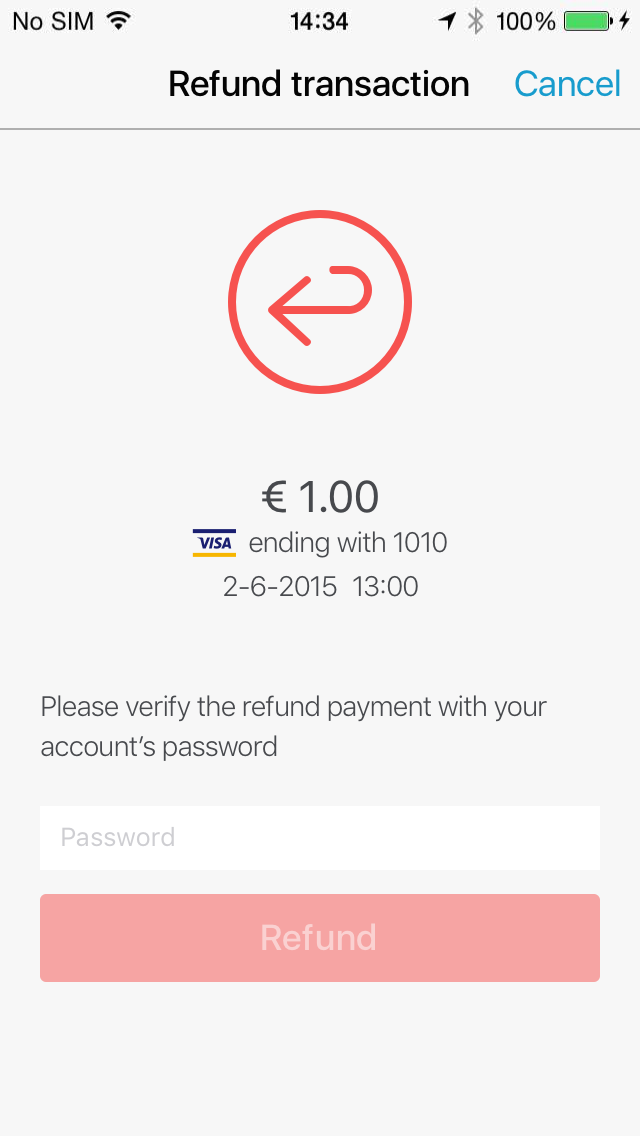 No SIM 14:34 100%
Refund transaction Cancel
€ 1.00
VISA ending with 1010
2-6-2015 13:00
Please verify the refund payment with your
account’s password
Password
Refund